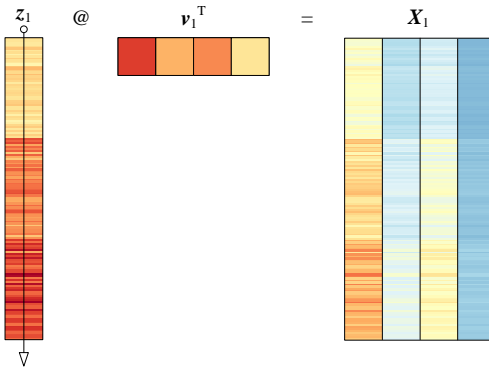 z₁ @ v₁ᵀ = X₁